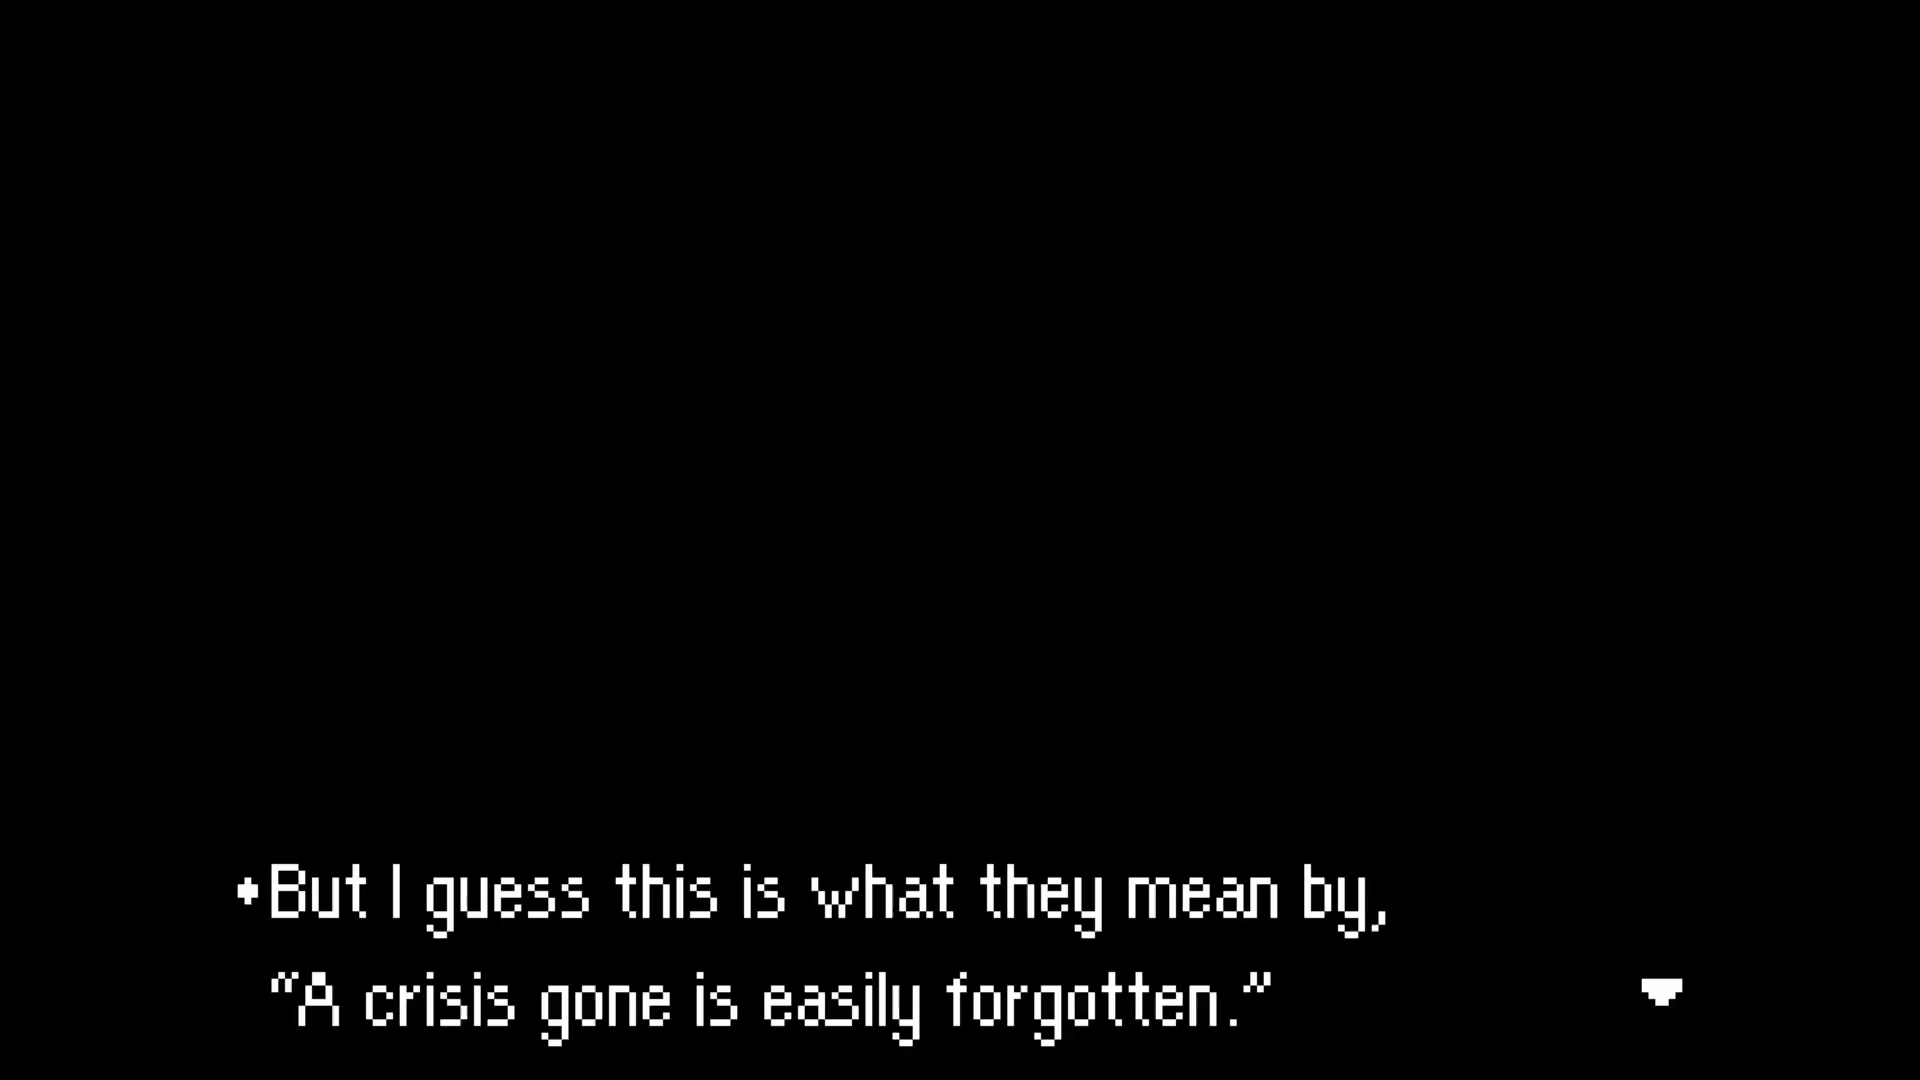 •But I guess this is what they mean by,
“A crisis gone is easily forgotten.”